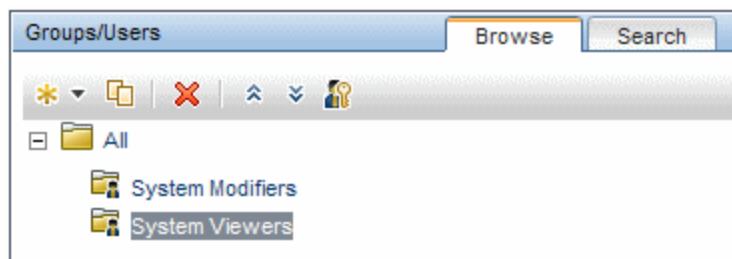 Groups/Users Browse Search
All
System Modifiers
System Viewers